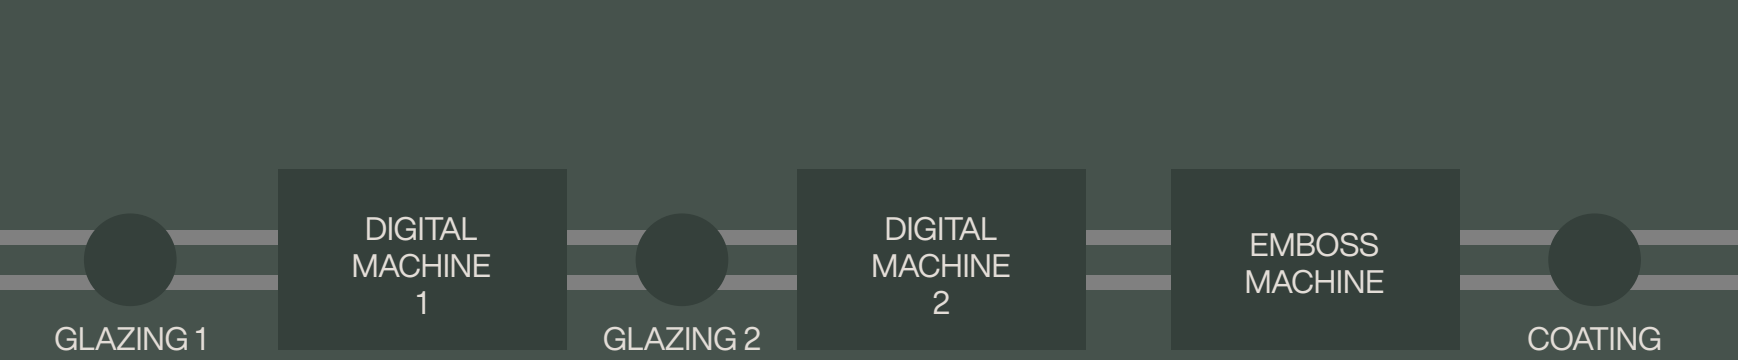 GLAZING 1
DIGITAL
MACHINE
1
GLAZING 2
DIGITAL
MACHINE
2
EMBOSS
MACHINE
COATING